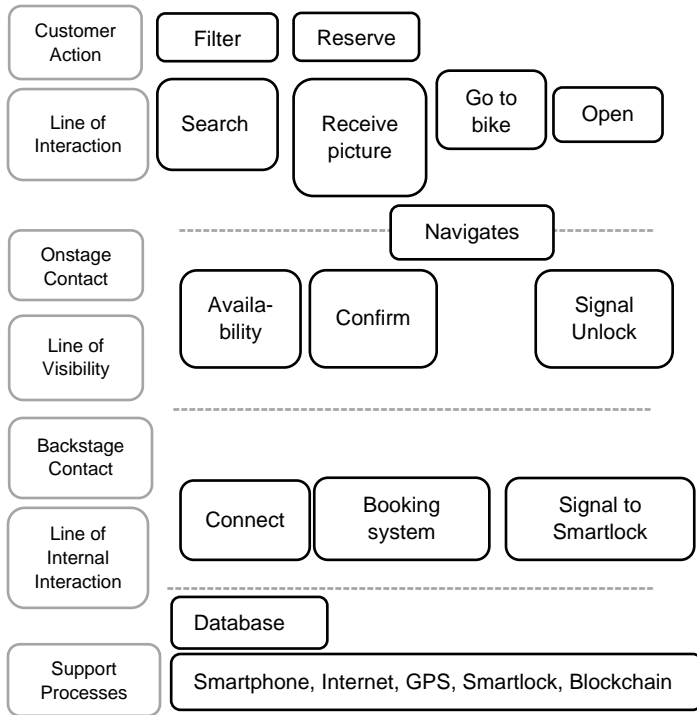 Customer
Action
Filter
Reserve
Line of
Interaction
Search
Receive
picture
Go to
bike
Open
Navigates
Onstage
Contact
Availa-
bility
Confirm
Signal
Unlock
Line of
Visibility
Backstage
Contact
Connect
Booking
system
Signal to
Smartlock
Line of
Internal
Interaction
Database
Support
Processes
Smartphone, Internet, GPS, Smartlock, Blockchain